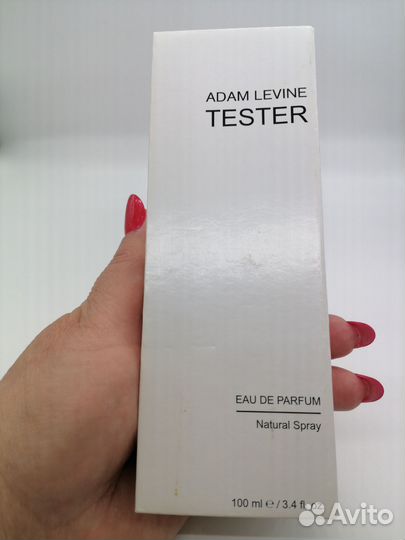 ADAM LEVINE
TESTER
EAU DE PARFUM
Natural Spray
100 ml ℮ / 3.4 fl oz
Avito